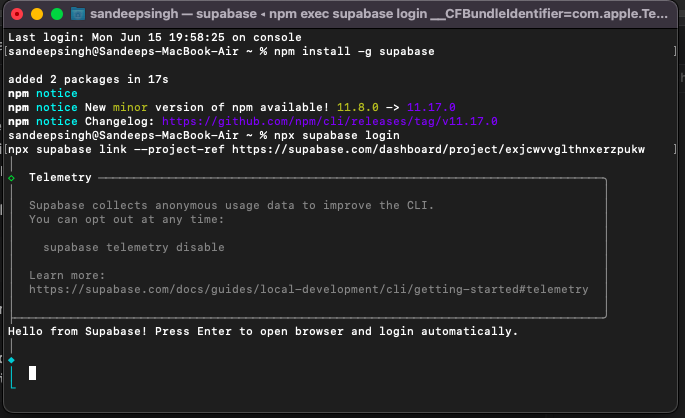 sandeepsingh — supabase ◂ npm exec supabase login __CFBundleIdentifier=com.apple.Te...
Last login: Mon Jun 15 19:58:25 on console
[sandeepsingh@Sandeeps-MacBook-Air ~ % npm install -g supabase ]
added 2 packages in 17s
npm notice
npm notice New minor version of npm available! 11.8.0 -> 11.17.0
npm notice Changelog: https://github.com/npm/cli/releases/tag/v11.17.0
sandeepsingh@Sandeeps-MacBook-Air ~ % npx supabase login
[npx supabase link --project-ref https://supabase.com/dashboard/project/exjcwvvglthnxerzpukw ]
Telemetry
Supabase collects anonymous usage data to improve the CLI.
You can opt out at any time:
supabase telemetry disable
Learn more:
https://supabase.com/docs/guides/local-development/cli/getting-started#telemetry
Hello from Supabase! Press Enter to open browser and login automatically.